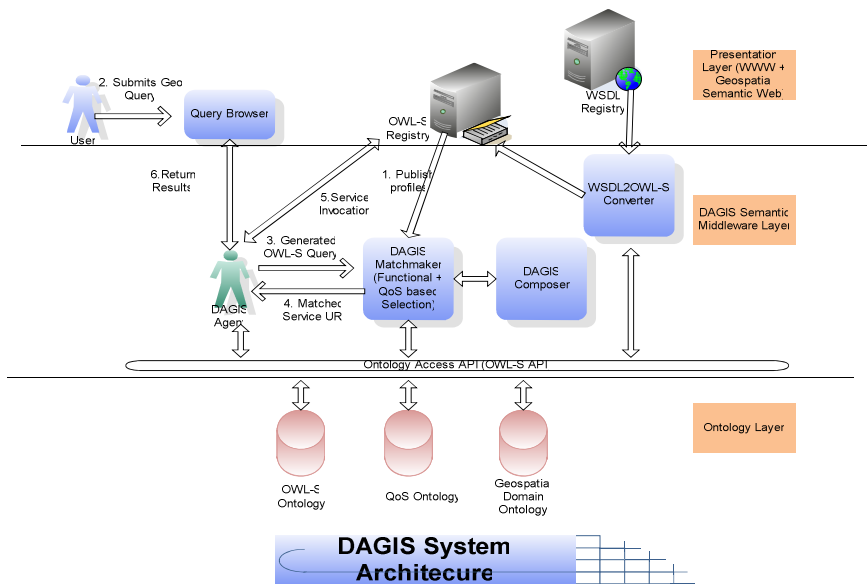 2. Submits Geo
Query
User
Query Browser
OWL-S
Registry
WSDL
Registry
Presentation
Layer (WWW +
Geospatia
Semantic Web)
6.Return
Results
5.Service
Invocation
1. Publish
profiles
WSDL2OWL-S
Converter
DAGIS Semantic
Middleware Layer
3. Generated
OWL-S Query
4. Matched
Service UR
DAGIS
Agen
DAGIS
Matchmaker
(Functional +
QoS based
Selection)
DAGIS
Composer
Ontology Access API (OWL-S API
OWL-S
Ontology
QoS Ontology
Geospatia
Domain
Ontology
Ontology Layer
DAGIS System
Architecure